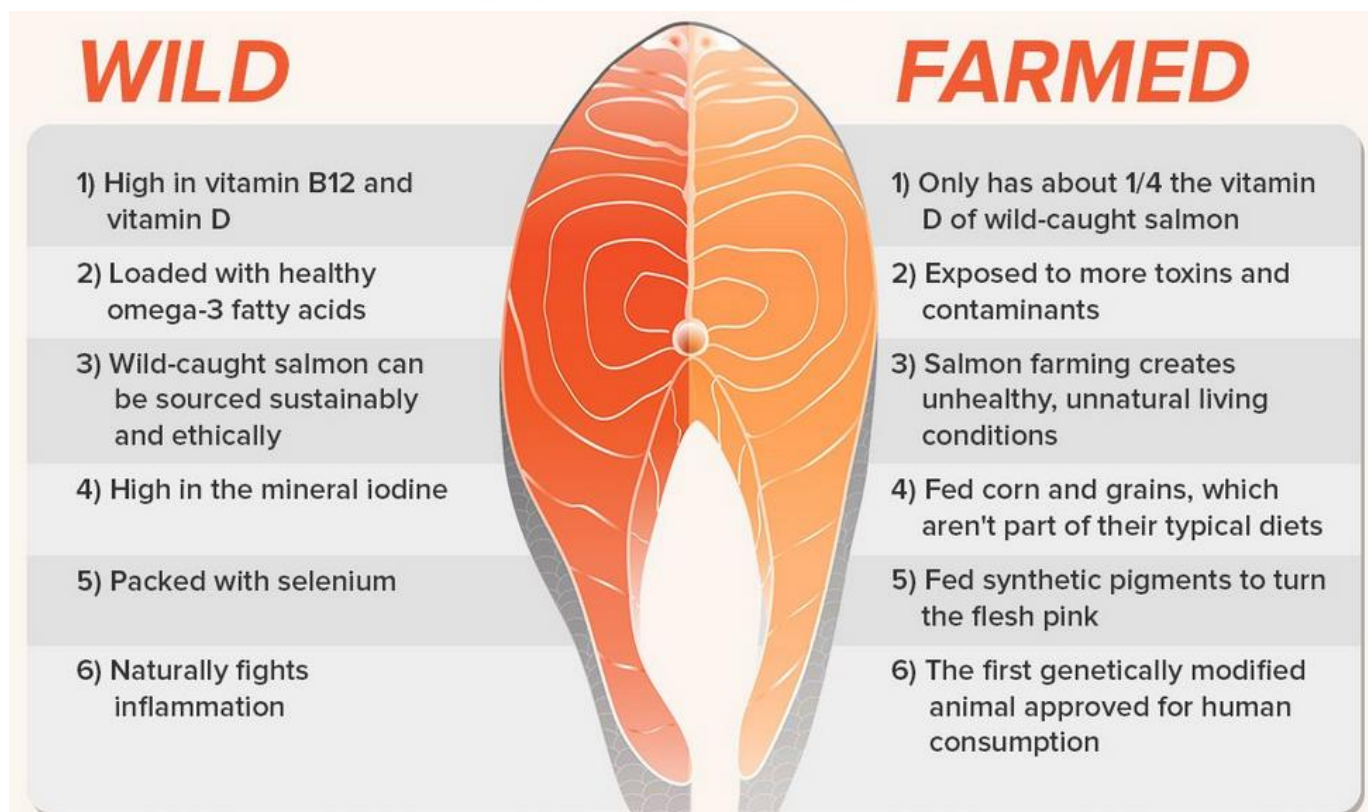 WILD
1) High in vitamin B12 and
vitamin D
2) Loaded with healthy
omega-3 fatty acids
3) Wild-caught salmon can
be sourced sustainably
and ethically
4) High in the mineral iodine
5) Packed with selenium
6) Naturally fights
inflammation
FARMED
1) Only has about 1/4 the vitamin
D of wild-caught salmon
2) Exposed to more toxins and
contaminants
3) Salmon farming creates
unhealthy, unnatural living
conditions
4) Fed corn and grains, which
aren't part of their typical diets
5) Fed synthetic pigments to turn
the flesh pink
6) The first genetically modified
animal approved for human
consumption